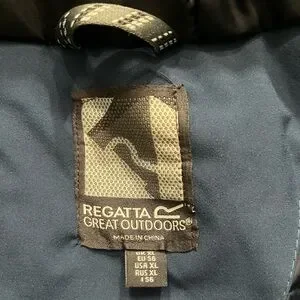 REGATTA
GREAT OUTDOORS®
MADE IN CHINA
UK XL
EU 56
USA XL
RUS XL
I 56